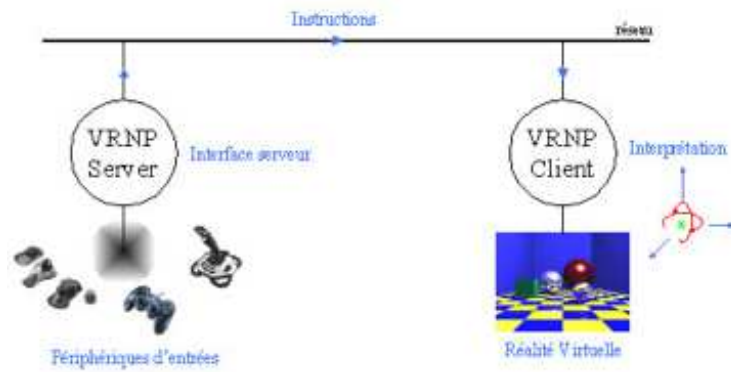 Instructions
réseau
VRNP
Server
Interface serveur
VRNP
Client
Interprétation
Périphériques d'entrées
Réalité Virtuelle